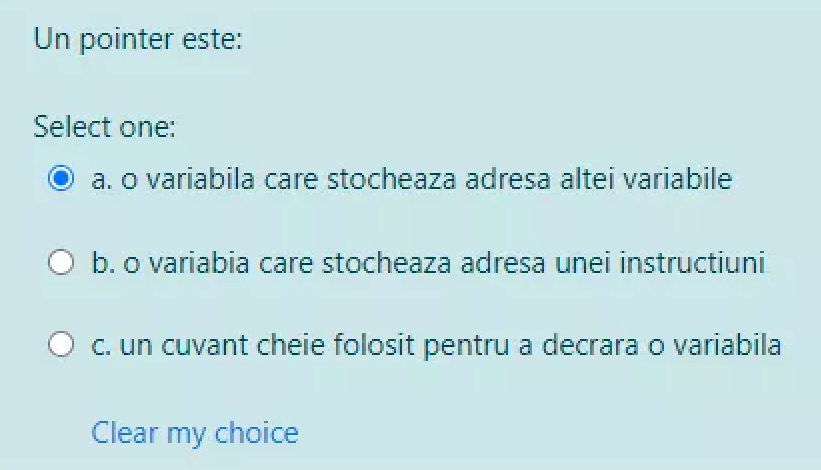 Un pointer este:
Select one:
a. o variabila care stocheaza adresa altei variabile
b. o variabia care stocheaza adresa unei instructiuni
c. un cuvant cheie folosit pentru a decrara o variabila
Clear my choice